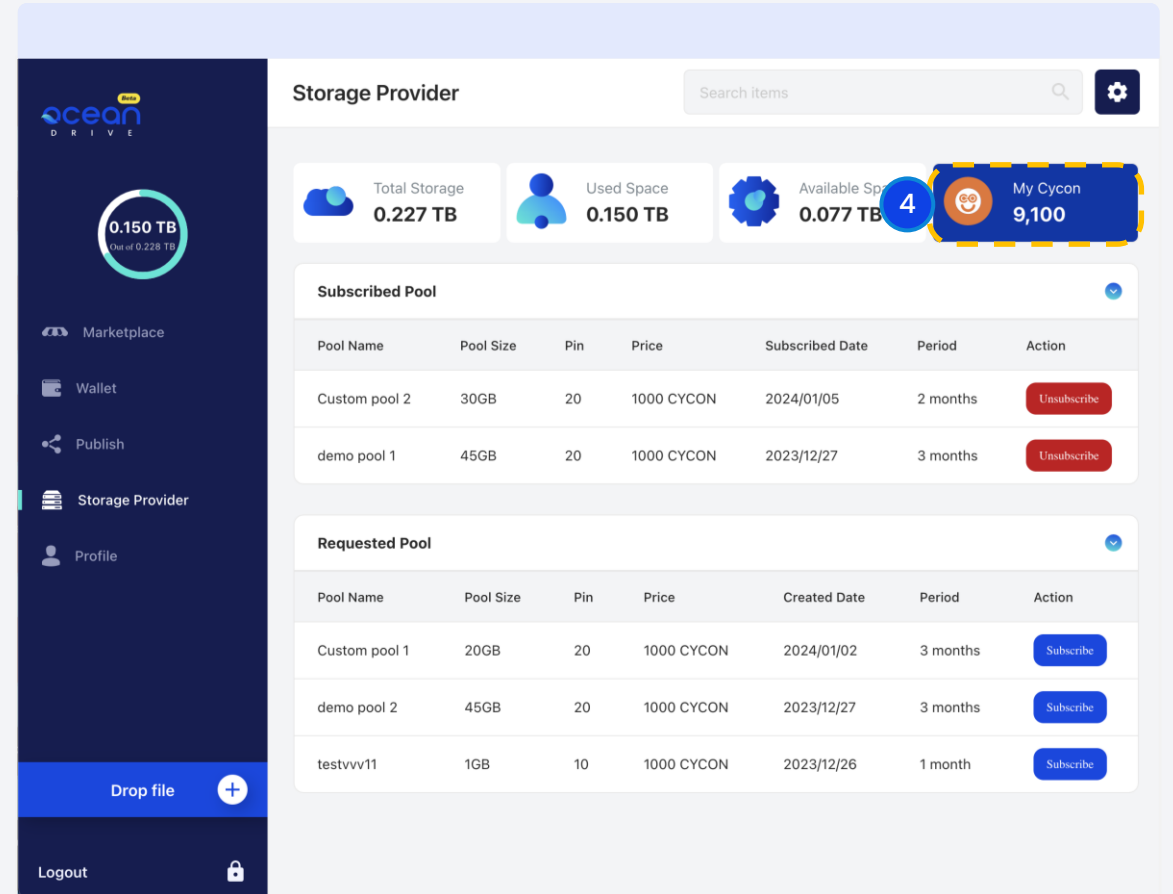 Beta
ocean
DRIVE
0.150 TB
Out of 0.228 TB
Marketplace
Wallet
Publish
Storage Provider
Profile
Drop file
Logout
Storage Provider
Search items
Total Storage
0.227 TB
Used Space
0.150 TB
Available Spa
0.077 TB
4
My Cycon
9,100
Subscribed Pool
Pool Name Pool Size Pin Price Subscribed Date Period Action
Custom pool 2 30GB 20 1000 CYCON 2024/01/05 2 months Unsubscribe
demo pool 1 45GB 20 1000 CYCON 2023/12/27 3 months Unsubscribe
Requested Pool
Pool Name Pool Size Pin Price Created Date Period Action
Custom pool 1 20GB 20 1000 CYCON 2024/01/02 3 months Subscribe
demo pool 2 45GB 20 1000 CYCON 2023/12/27 3 months Subscribe
testvvv11 1GB 10 1000 CYCON 2023/12/26 1 month Subscribe